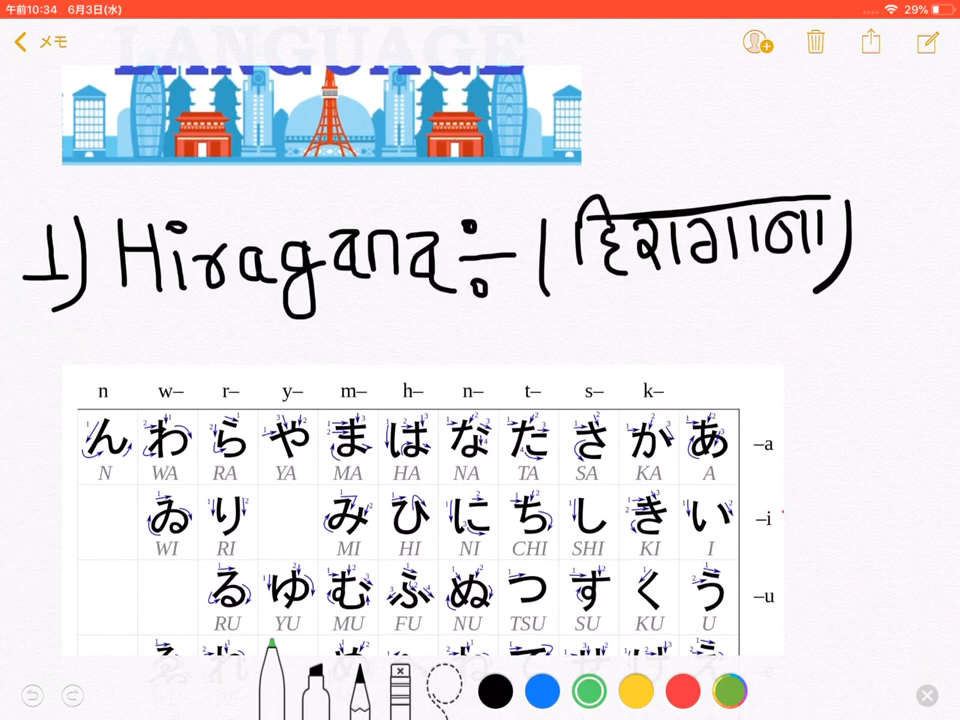 午前10:34 6月3日(水)
29%
メモ
LANGUAGE
1) Hiragana ÷ (हिरागाना)
n w– r– y– m– h– n– t– s– k–
ん わ ら や ま は な た さ か あ –a
N WA RA YA MA HA NA TA SA KA A
ゐ り み ひ に ち し き い –i
WI RI MI HI NI CHI SHI KI I
る ゆ む ふ ぬ つ す く う –u
RU YU MU FU NU TSU SU KU U